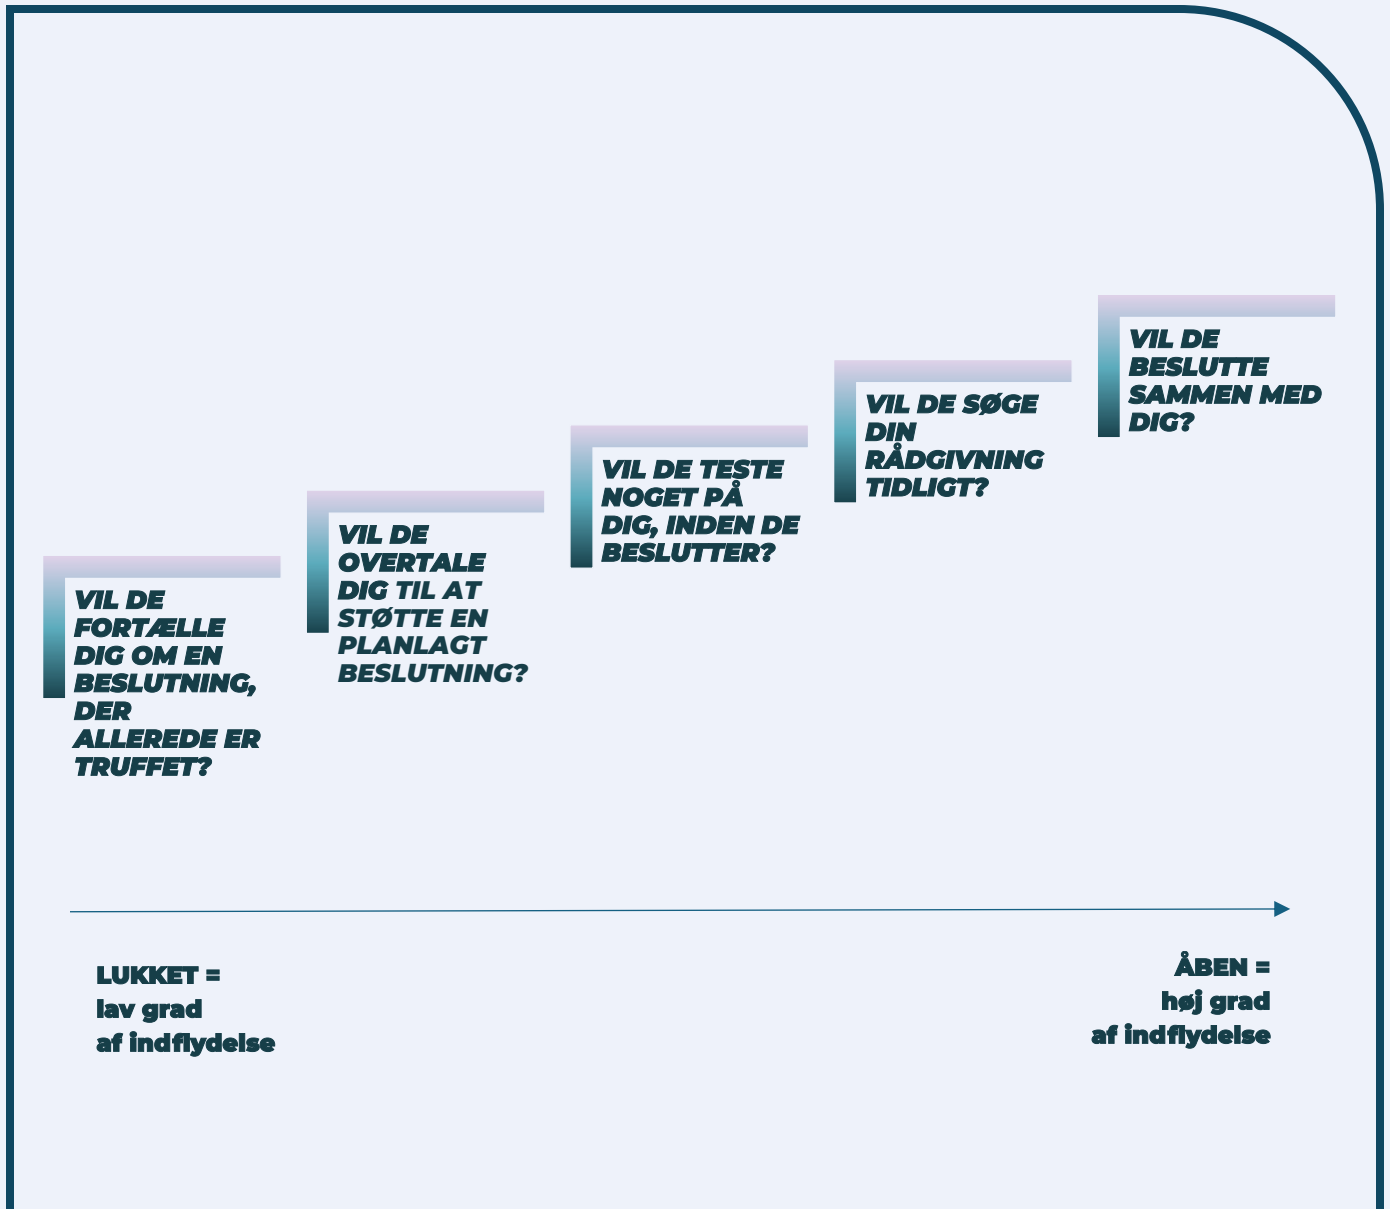 VIL DE
FORTÆLLE
DIG OM EN
BESLUTNING,
DER
ALLEREDE ER
TRUFFET?
VIL DE
OVERTALE
DIG TIL AT
STØTTE EN
PLANLAGT
BESLUTNING?
VIL DE TESTE
NOGET PÅ
DIG, INDEN DE
BESLUTTER?
VIL DE SØGE
DIN
RÅDGIVNING
TIDLIGT?
VIL DE
BESLUTTE
SAMMEN MED
DIG?
LUKKET =
lav grad
af indflydelse
ÅBEN =
høj grad
af indflydelse